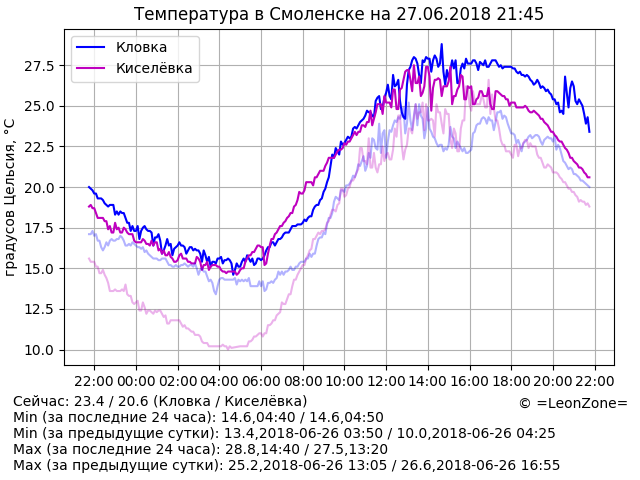 Температура в Смоленске на 27.06.2018 21:45
Кловка
Киселёвка
градусов Цельсия, °C
27.5
25.0
22.5
20.0
17.5
15.0
12.5
10.0
22:00 00:00 02:00 04:00 06:00 08:00 10:00 12:00 14:00 16:00 18:00 20:00 22:00
Сейчас: 23.4 / 20.6 (Кловка / Киселёвка)
© =LeonZone=
Min (за последние 24 часа): 14.6,04:40 / 14.6,04:50
Min (за предыдущие сутки): 13.4,2018-06-26 03:50 / 10.0,2018-06-26 04:25
Max (за последние 24 часа): 28.8,14:40 / 27.5,13:20
Max (за предыдущие сутки): 25.2,2018-06-26 13:05 / 26.6,2018-06-26 16:55